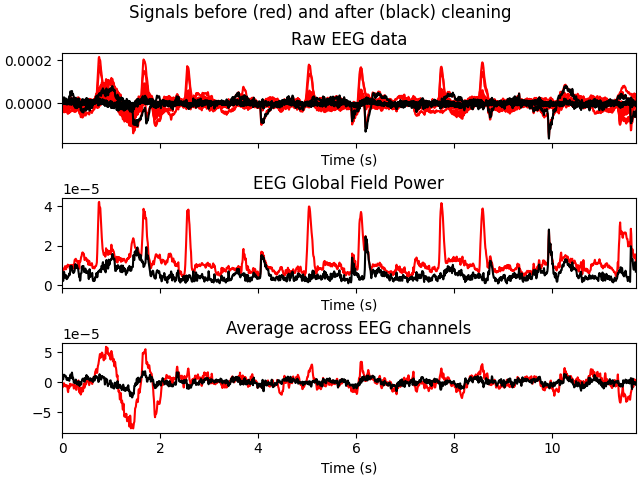 Signals before (red) and after (black) cleaning
Raw EEG data
0.0002
0.0000
Time (s)
EEG Global Field Power
1e−5
4
2
0
Time (s)
Average across EEG channels
1e−5
5
0
−5
0 2 4 6 8 10
Time (s)